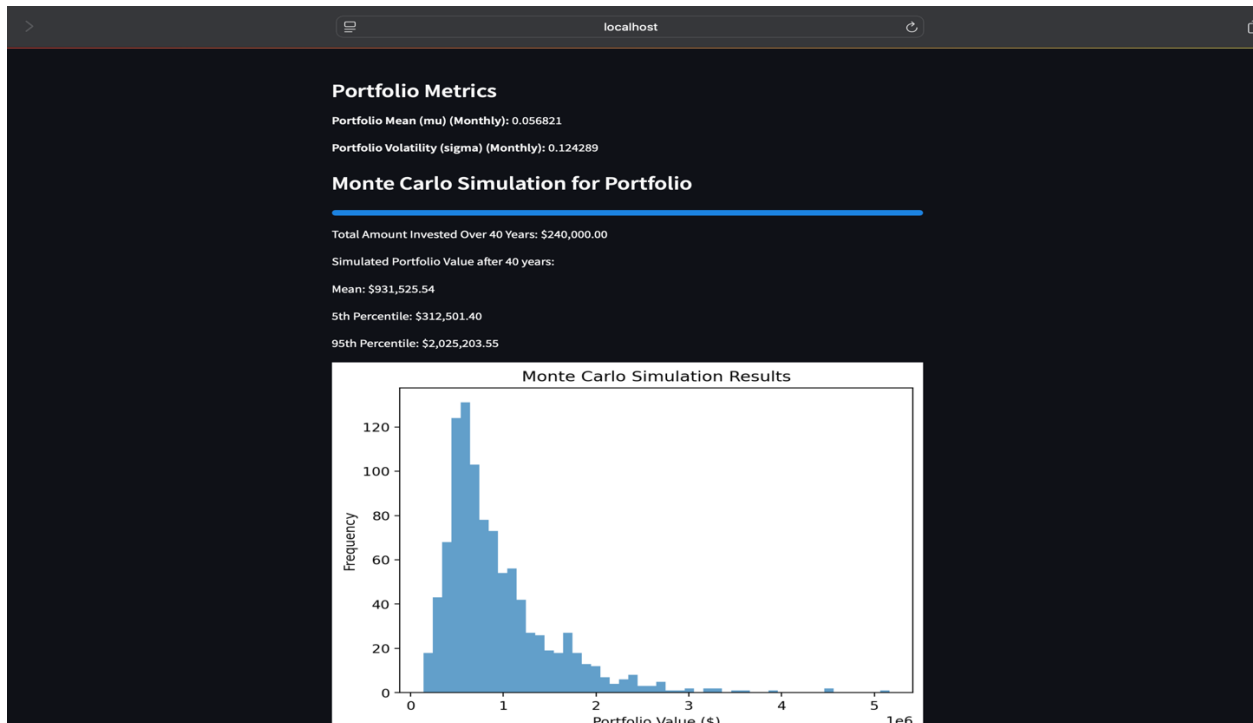 localhost
Portfolio Metrics
Portfolio Mean (mu) (Monthly): 0.056821
Portfolio Volatility (sigma) (Monthly): 0.124289
Monte Carlo Simulation for Portfolio
Total Amount Invested Over 40 Years: $240,000.00
Simulated Portfolio Value after 40 years:
Mean: $931,525.54
5th Percentile: $312,501.40
95th Percentile: $2,025,203.55
Monte Carlo Simulation Results
Frequency
120
100
80
60
40
20
0
0 1 2 3 4 5
1e6
Portfolio Value ($)